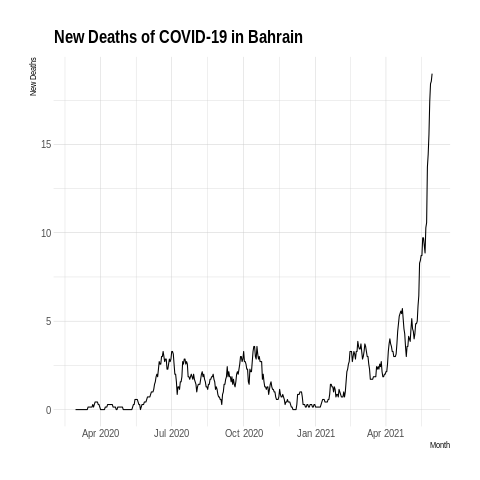 New Deaths of COVID-19 in Bahrain
New Deaths
15
10
5
0
Apr 2020 Jul 2020 Oct 2020 Jan 2021 Apr 2021
Month